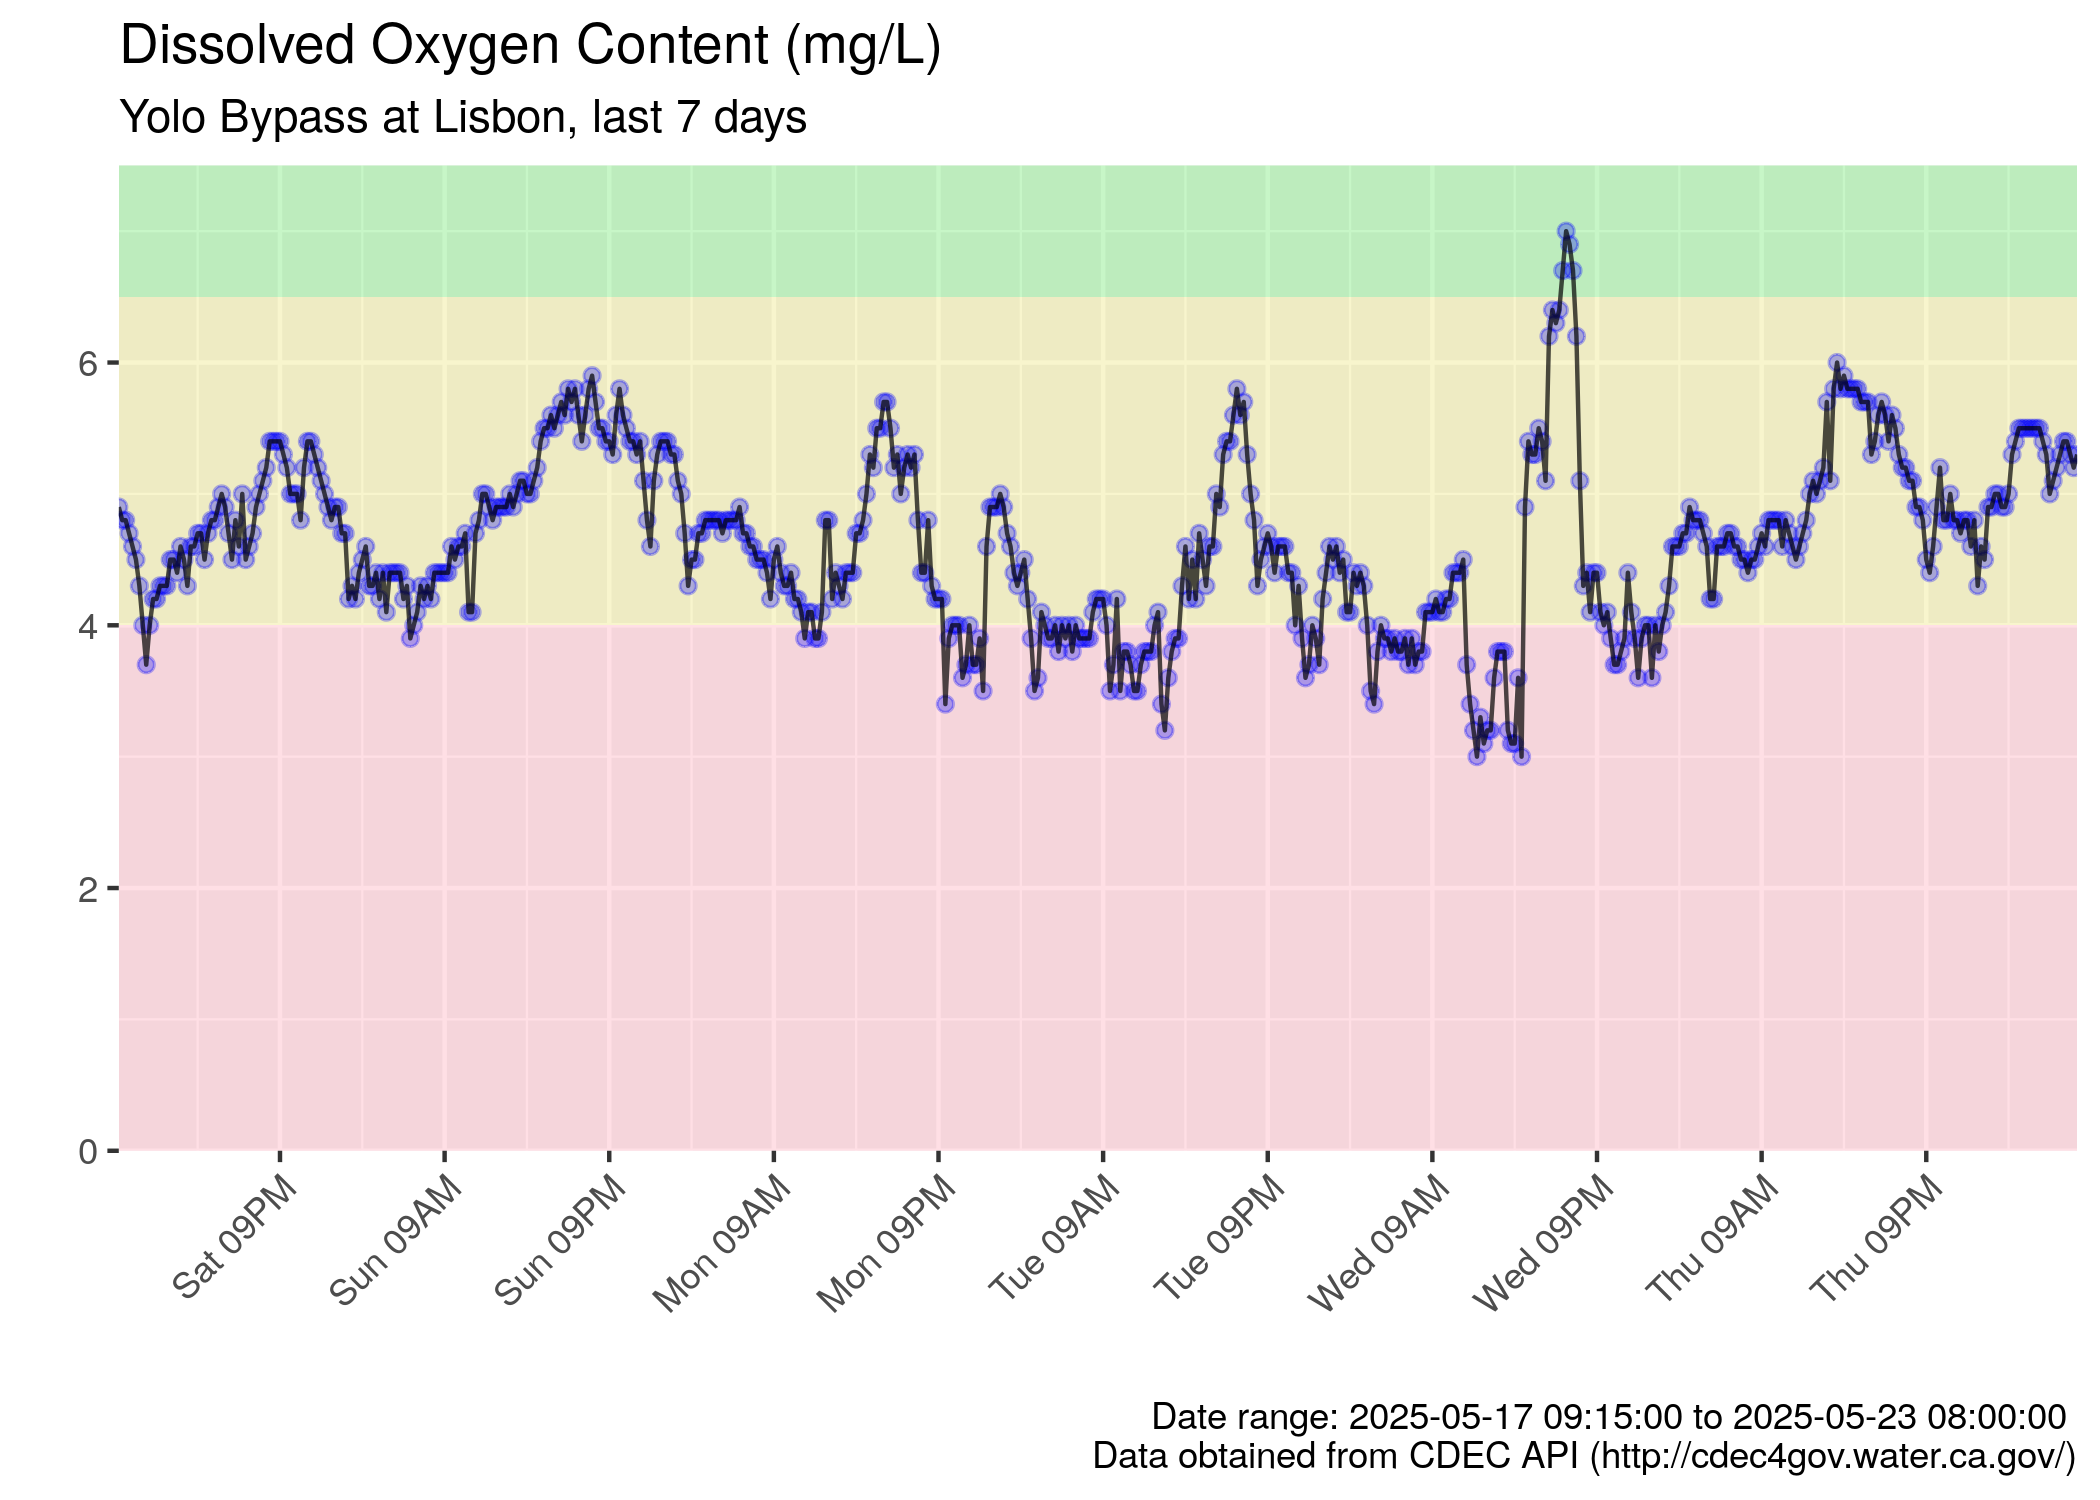 Dissolved Oxygen Content (mg/L)
Yolo Bypass at Lisbon, last 7 days
6
4
2
0
Sat 09PM
Sun 09AM
Sun 09PM
Mon 09AM
Mon 09PM
Tue 09AM
Tue 09PM
Wed 09AM
Wed 09PM
Thu 09AM
Thu 09PM
Date range: 2025-05-17 09:15:00 to 2025-05-23 08:00:00
Data obtained from CDEC API (http://cdec4gov.water.ca.gov/)